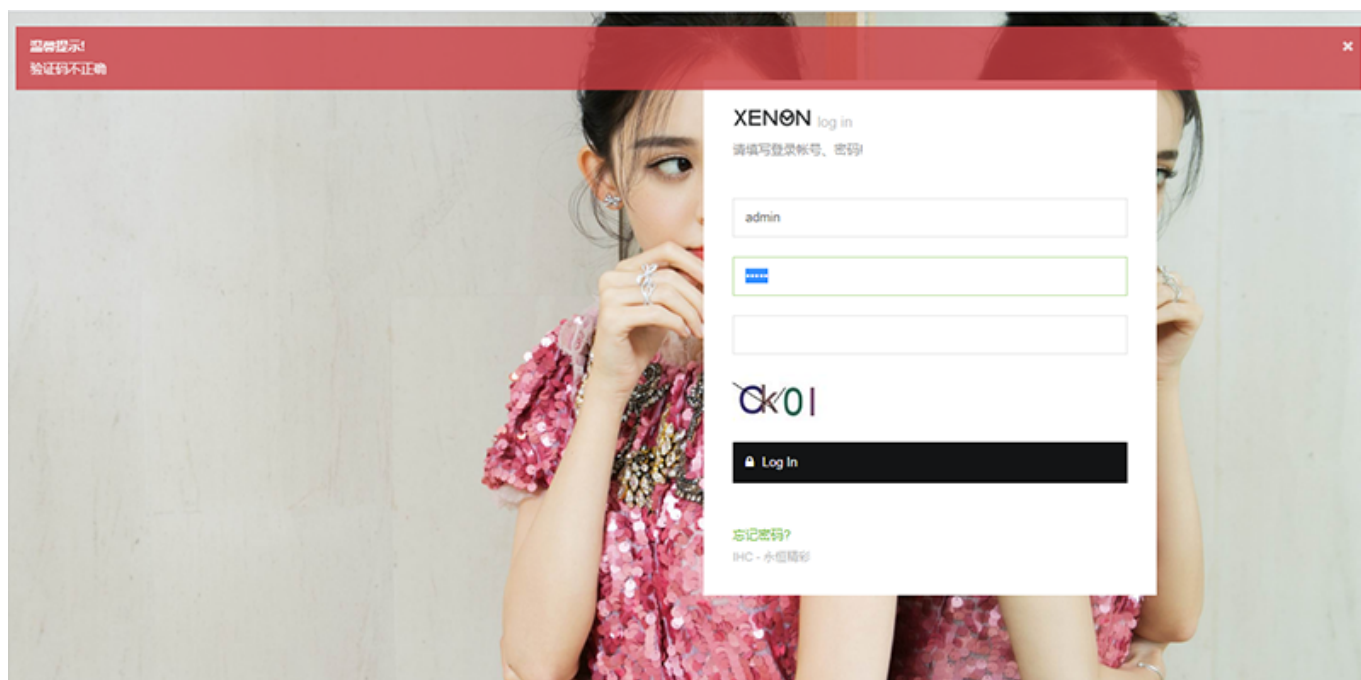 温馨提示!
验证码不正确
×
XENON log in
请填写登录帐号、密码!
admin
•••••
Ck01
Log In
忘记密码?
IHC - 永恒精彩